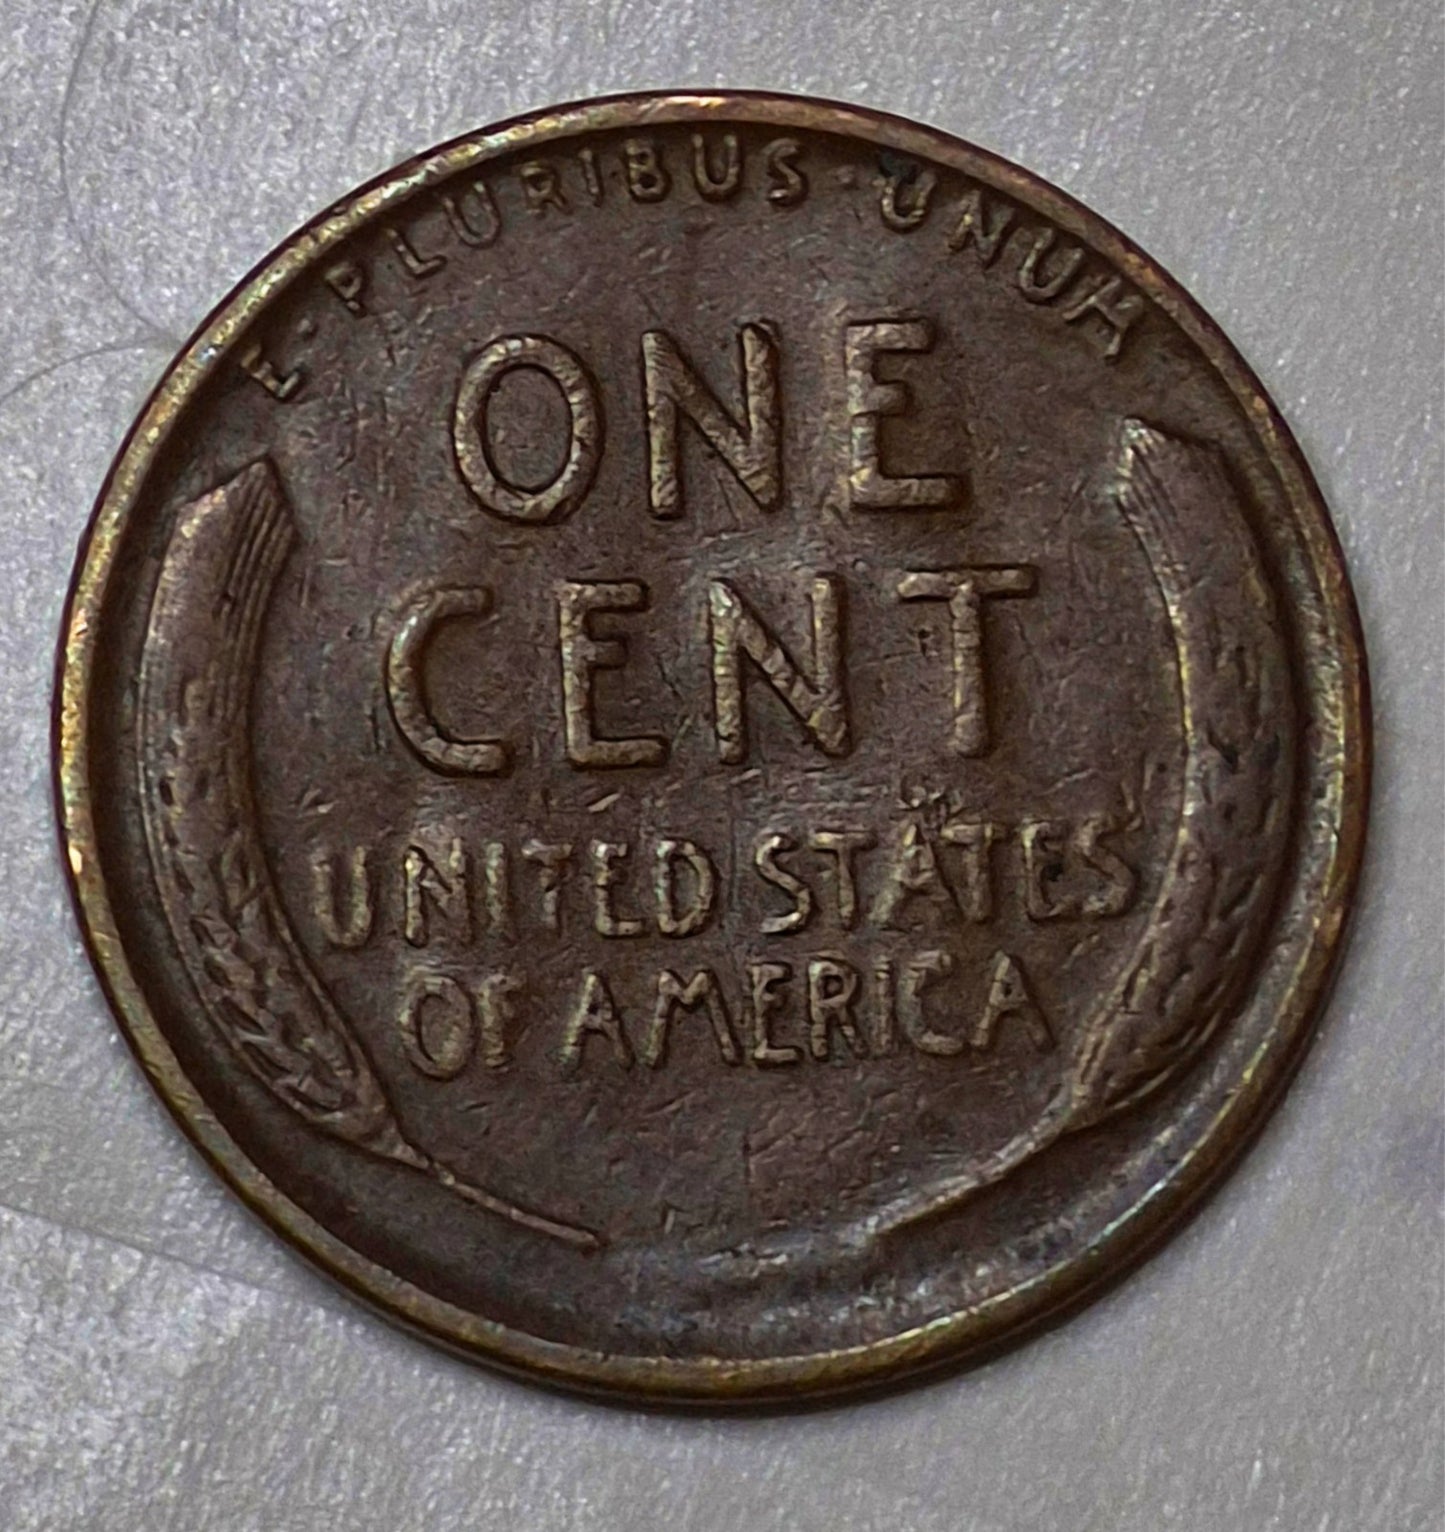 E · PLURIBUS · UNUM
ONE
CENT
UNITED STATES
OF AMERICA